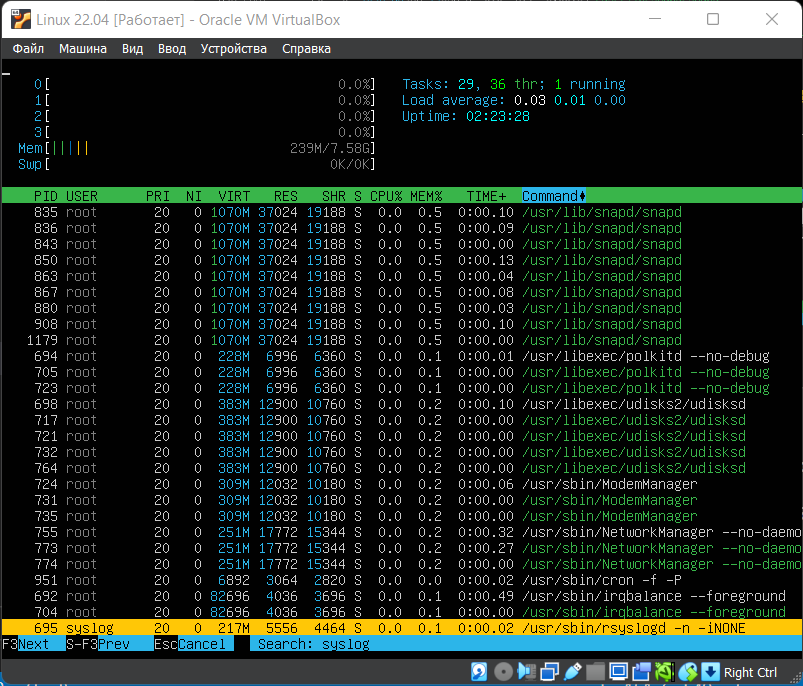 Linux 22.04 [Работает] - Oracle VM VirtualBox
Файл Машина Вид Ввод Устройства Справка
0[ 0.0%] Tasks: 29, 36 thr; 1 running
1[ 0.0%] Load average: 0.03 0.01 0.00
2[ 0.0%] Uptime: 02:23:28
3[ 0.0%]
Mem[||||| 239M/7.58G]
Swp[ 0K/0K]
PID USER PRI NI VIRT RES SHR S CPU% MEM% TIME+ Command
835 root 20 0 1070M 37024 19188 S 0.0 0.5 0:00.10 /usr/lib/snapd/snapd
836 root 20 0 1070M 37024 19188 S 0.0 0.5 0:00.09 /usr/lib/snapd/snapd
843 root 20 0 1070M 37024 19188 S 0.0 0.5 0:00.00 /usr/lib/snapd/snapd
850 root 20 0 1070M 37024 19188 S 0.0 0.5 0:00.13 /usr/lib/snapd/snapd
863 root 20 0 1070M 37024 19188 S 0.0 0.5 0:00.04 /usr/lib/snapd/snapd
867 root 20 0 1070M 37024 19188 S 0.0 0.5 0:00.08 /usr/lib/snapd/snapd
880 root 20 0 1070M 37024 19188 S 0.0 0.5 0:00.03 /usr/lib/snapd/snapd
908 root 20 0 1070M 37024 19188 S 0.0 0.5 0:00.10 /usr/lib/snapd/snapd
1179 root 20 0 1070M 37024 19188 S 0.0 0.5 0:00.00 /usr/lib/snapd/snapd
694 root 20 0 228M 6996 6360 S 0.0 0.1 0:00.01 /usr/libexec/polkitd --no-debug
705 root 20 0 228M 6996 6360 S 0.0 0.1 0:00.00 /usr/libexec/polkitd --no-debug
723 root 20 0 228M 6996 6360 S 0.0 0.1 0:00.00 /usr/libexec/polkitd --no-debug
698 root 20 0 383M 12900 10760 S 0.0 0.2 0:00.10 /usr/libexec/udisks2/udisksd
717 root 20 0 383M 12900 10760 S 0.0 0.2 0:00.00 /usr/libexec/udisks2/udisksd
721 root 20 0 383M 12900 10760 S 0.0 0.2 0:00.00 /usr/libexec/udisks2/udisksd
732 root 20 0 383M 12900 10760 S 0.0 0.2 0:00.00 /usr/libexec/udisks2/udisksd
764 root 20 0 383M 12900 10760 S 0.0 0.2 0:00.00 /usr/libexec/udisks2/udisksd
724 root 20 0 309M 12032 10180 S 0.0 0.2 0:00.06 /usr/sbin/ModemManager
731 root 20 0 309M 12032 10180 S 0.0 0.2 0:00.00 /usr/sbin/ModemManager
735 root 20 0 309M 12032 10180 S 0.0 0.2 0:00.00 /usr/sbin/ModemManager
755 root 20 0 251M 17772 15344 S 0.0 0.2 0:00.32 /usr/sbin/NetworkManager --no-daemo
773 root 20 0 251M 17772 15344 S 0.0 0.2 0:00.27 /usr/sbin/NetworkManager --no-daemo
774 root 20 0 251M 17772 15344 S 0.0 0.2 0:00.00 /usr/sbin/NetworkManager --no-daemo
951 root 20 0 6892 3064 2820 S 0.0 0.0 0:00.02 /usr/sbin/cron -f -P
692 root 20 0 82696 4036 3696 S 0.0 0.1 0:00.49 /usr/sbin/irqbalance --foreground
704 root 20 0 82696 4036 3696 S 0.0 0.1 0:00.00 /usr/sbin/irqbalance --foreground
695 syslog 20 0 217M 5556 4464 S 0.0 0.1 0:00.02 /usr/sbin/rsyslogd -n -iNONE
F3Next S-F3Prev EscCancel Search: syslog
Right Ctrl